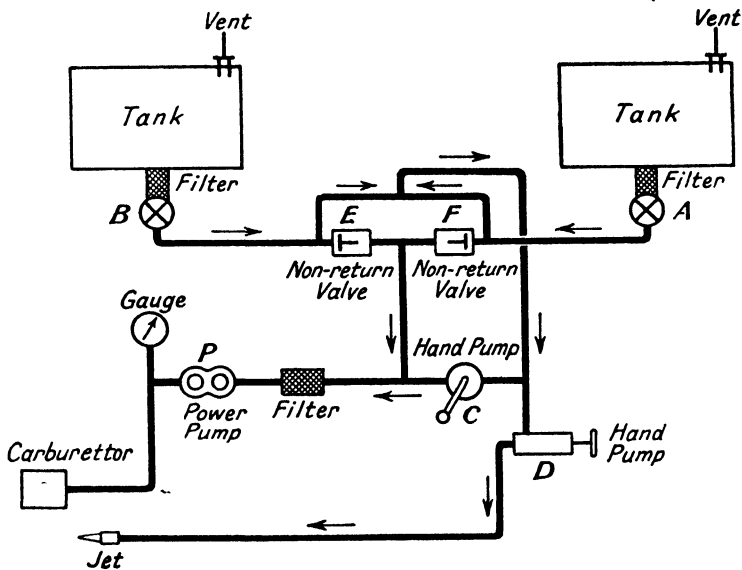 Vent
Vent
Tank
Tank
Filter
Filter
B
A
E
F
Non-return
Valve
Non-return
Valve
Gauge
P
Hand Pump
Power
Pump
Filter
C
Carburettor
Hand
Pump
D
Jet